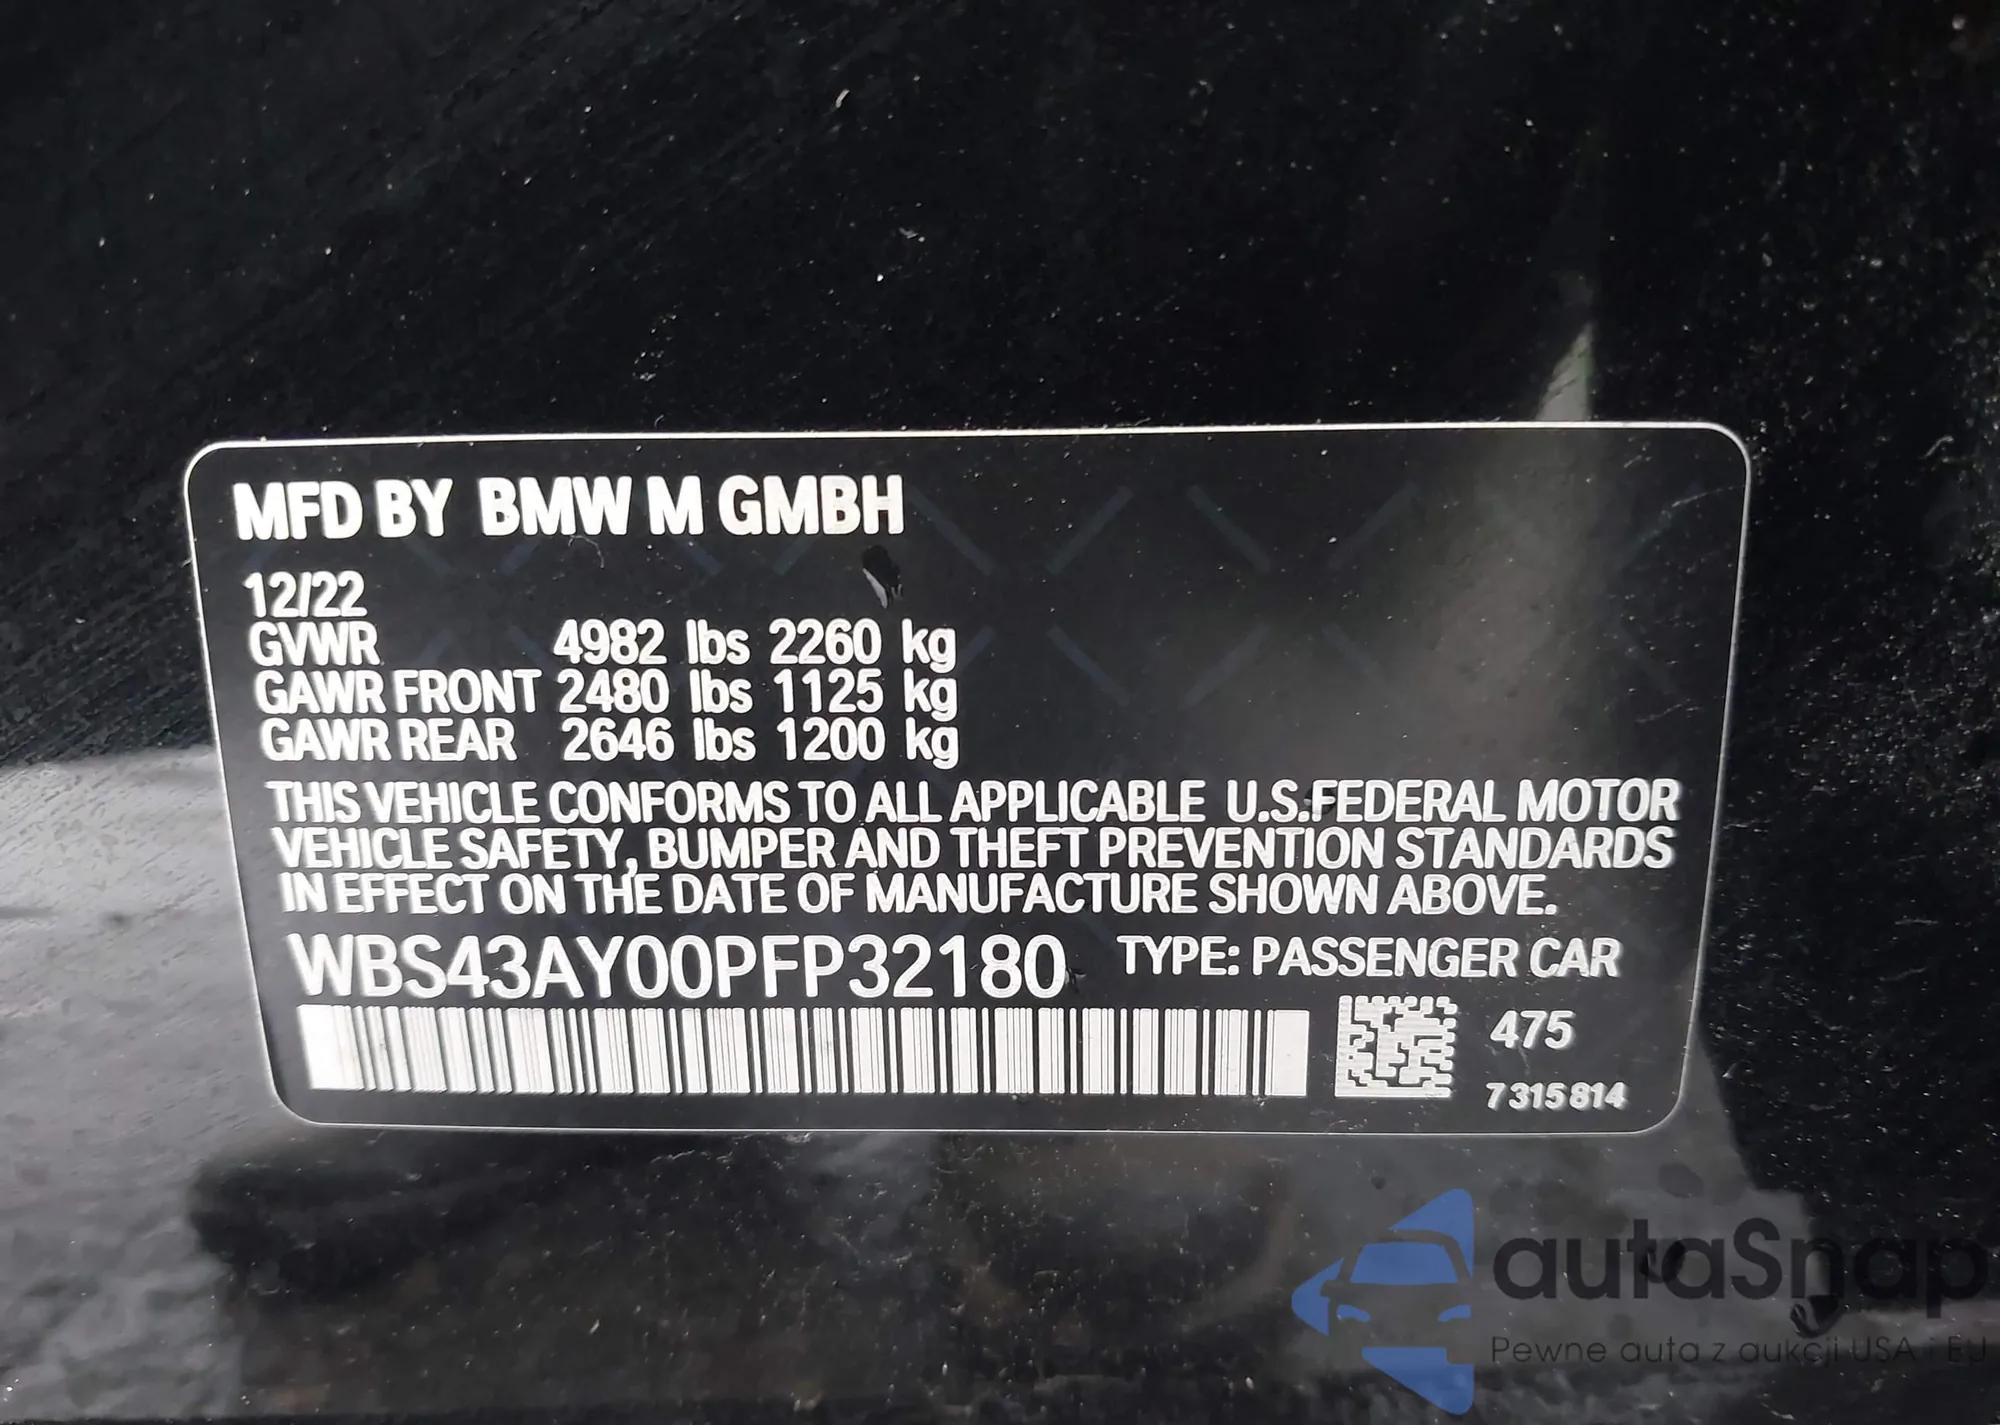 MFD BY BMW M GMBH
12/22
GVWR 4982 lbs 2260 kg
GAWR FRONT 2480 lbs 1125 kg
GAWR REAR 2646 lbs 1200 kg
THIS VEHICLE CONFORMS TO ALL APPLICABLE U.S.FEDERAL MOTOR
VEHICLE SAFETY, BUMPER AND THEFT PREVENTION STANDARDS
IN EFFECT ON THE DATE OF MANUFACTURE SHOWN ABOVE.
WBS43AY00PFP32180 TYPE: PASSENGER CAR
475
7315814
autaSnap
Pewne auta z aukcji USA i EU